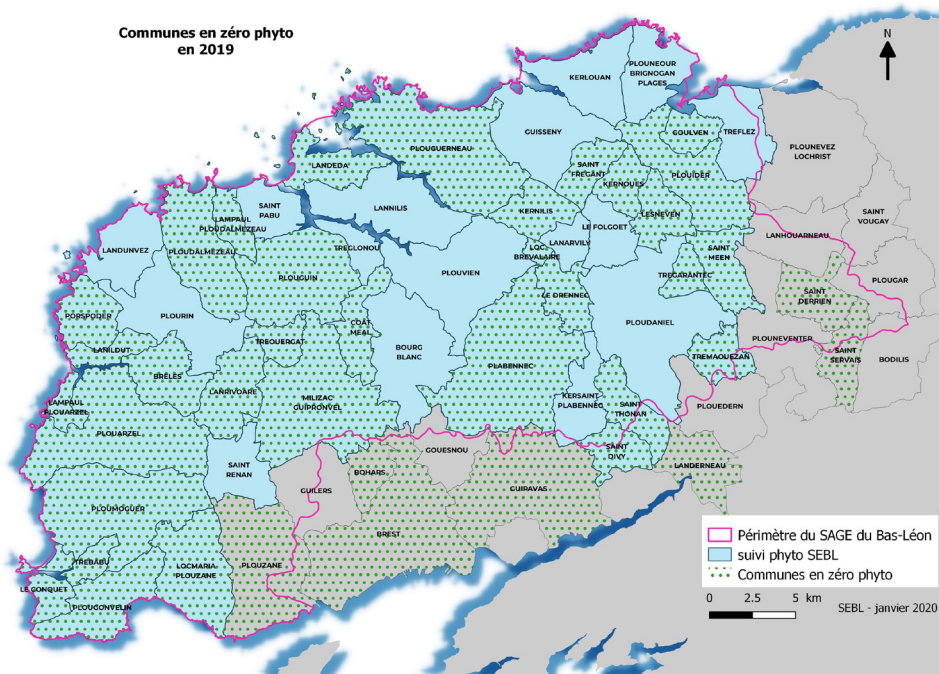 Communes en zéro phyto
en 2019
N
KERLOUAN
PLOUNEOUR
BRIGNOGAN
PLAGES
GUISSENY
GOULVEN
TREFLEZ
PLOUNEVEZ
LOCHRIST
PLOUGUERNEAU
LANDEDA
SAINT
FREGANT
KERNOUES
PLOUIDER
SAINT
PABU
LANNILIS
KERNILIS
LESNEVEN
LE FOLGOET
LANHOUARNEAU
SAINT
VOUGAY
LAMPAUL
PLOUDALMEZEAU
PLOUDALMEZEAU
LANDUNVEZ
TREGLONOU
LANARVILY
LOC
BREVALAIRE
SAINT
MEEN
PLOUVIEN
PLOUGUIN
TREGARANTEC
PLOUGAR
LE DRENNEC
SAINT
DERRIEN
PORSPODER
PLOURIN
COAT
MEAL
PLOUDANIEL
PLOUNEVENTER
TREOUERGAT
BOURG
BLANC
LANILDUT
TREMAOUEZAN
SAINT
SERVAIS
BODILIS
BRELES
PLABENNEC
LANRIVOARE
MILIZAC
GUIPRONVEL
KERSAINT
PLABENNEC
LAMPAUL
PLOUARZEL
SAINT
THONAN
PLOUEDERN
PLOUARZEL
SAINT
DIVY
GOUESNOU
SAINT
RENAN
BOHARS
LANDERNEAU
GUILERS
GUIPAVAS
PLOUMOGUER
BREST
TREBABU
LOCMARIA
PLOUZANE
PLOUZANE
LE CONQUET
PLOUGONVELIN
Périmètre du SAGE du Bas-Léon
suivi phyto SEBL
Communes en zéro phyto
0 2.5 5 km
SEBL - janvier 2020